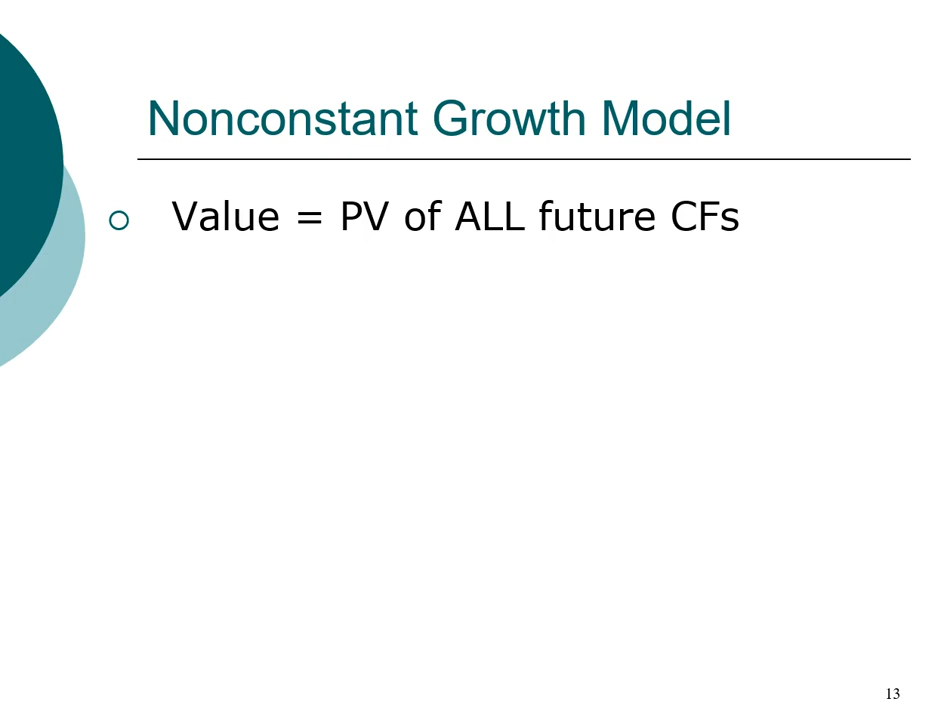 Nonconstant Growth Model
Value = PV of ALL future CFs
13